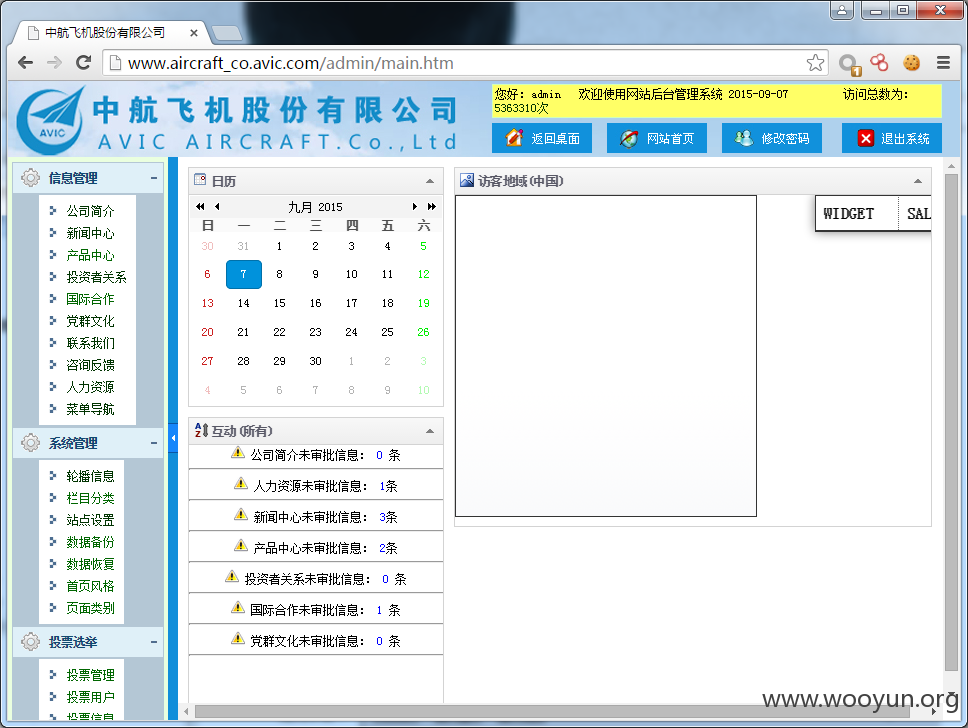 中航飞机股份有限公司
www.aircraft_co.avic.com/admin/main.htm
AVIC
中航飞机股份有限公司
AVIC AIRCRAFT.Co.,Ltd
您好：admin 欢迎使用网站后台管理系统 2015-09-07 访问总数为：
5363310次
返回桌面 网站首页 修改密码 退出系统
信息管理
公司简介
新闻中心
产品中心
投资者关系
国际合作
党群文化
联系我们
咨询反馈
人力资源
菜单导航
系统管理
轮播信息
栏目分类
站点设置
数据备份
数据恢复
首页风格
页面类别
投票选举
投票管理
投票用户
投票信息
日历
九月 2015
日 一 二 三 四 五 六
30 31 1 2 3 4 5
6 7 8 9 10 11 12
13 14 15 16 17 18 19
20 21 22 23 24 25 26
27 28 29 30 1 2 3
4 5 6 7 8 9 10
互动(所有)
公司简介未审批信息： 0 条
人力资源未审批信息： 1条
新闻中心未审批信息： 3条
产品中心未审批信息： 2条
投资者关系未审批信息： 0 条
国际合作未审批信息： 1 条
党群文化未审批信息： 0 条
访客地域(中国)
WIDGET SAL
www.wooyun.org